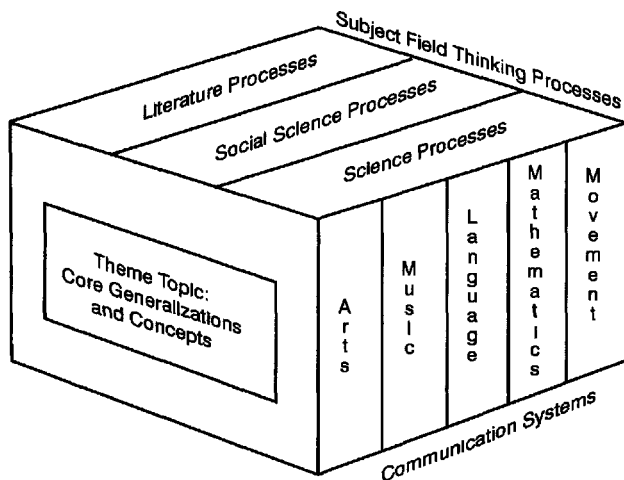 Subject Field Thinking Processes
Literature Processes
Social Science Processes
Science Processes
Theme Topic:
Core Generalizations
and Concepts
Arts
Music
Language
Mathematics
Movement
Communication Systems